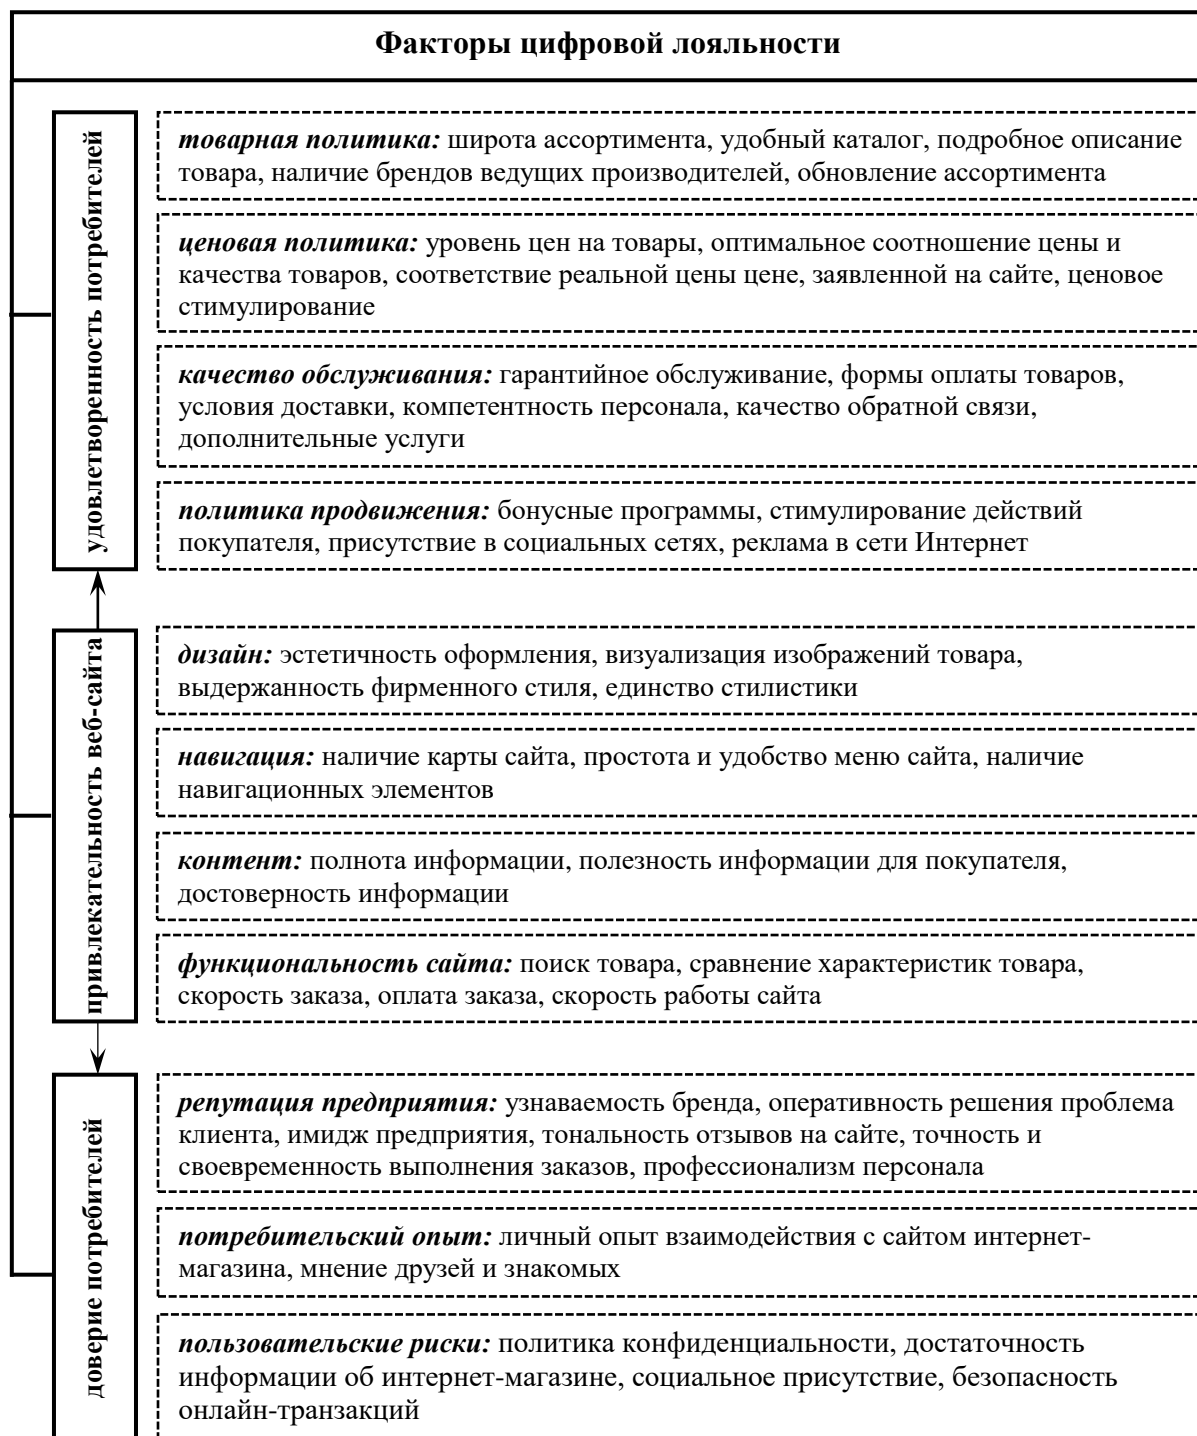 Факторы цифровой лояльности
удовлетворенность потребителей
товарная политика: широта ассортимента, удобный каталог, подробное описание
товара, наличие брендов ведущих производителей, обновление ассортимента
ценовая политика: уровень цен на товары, оптимальное соотношение цены и
качества товаров, соответствие реальной цены цене, заявленной на сайте, ценовое
стимулирование
качество обслуживания: гарантийное обслуживание, формы оплаты товаров,
условия доставки, компетентность персонала, качество обратной связи,
дополнительные услуги
политика продвижения: бонусные программы, стимулирование действий
покупателя, присутствие в социальных сетях, реклама в сети Интернет
привлекательность веб-сайта
дизайн: эстетичность оформления, визуализация изображений товара,
выдержанность фирменного стиля, единство стилистики
навигация: наличие карты сайта, простота и удобство меню сайта, наличие
навигационных элементов
контент: полнота информации, полезность информации для покупателя,
достоверность информации
функциональность сайта: поиск товара, сравнение характеристик товара,
скорость заказа, оплата заказа, скорость работы сайта
доверие потребителей
репутация предприятия: узнаваемость бренда, оперативность решения проблема
клиента, имидж предприятия, тональность отзывов на сайте, точность и
своевременность выполнения заказов, профессионализм персонала
потребительский опыт: личный опыт взаимодействия с сайтом интернет-
магазина, мнение друзей и знакомых
пользовательские риски: политика конфиденциальности, достаточность
информации об интернет-магазине, социальное присутствие, безопасность
онлайн-транзакций